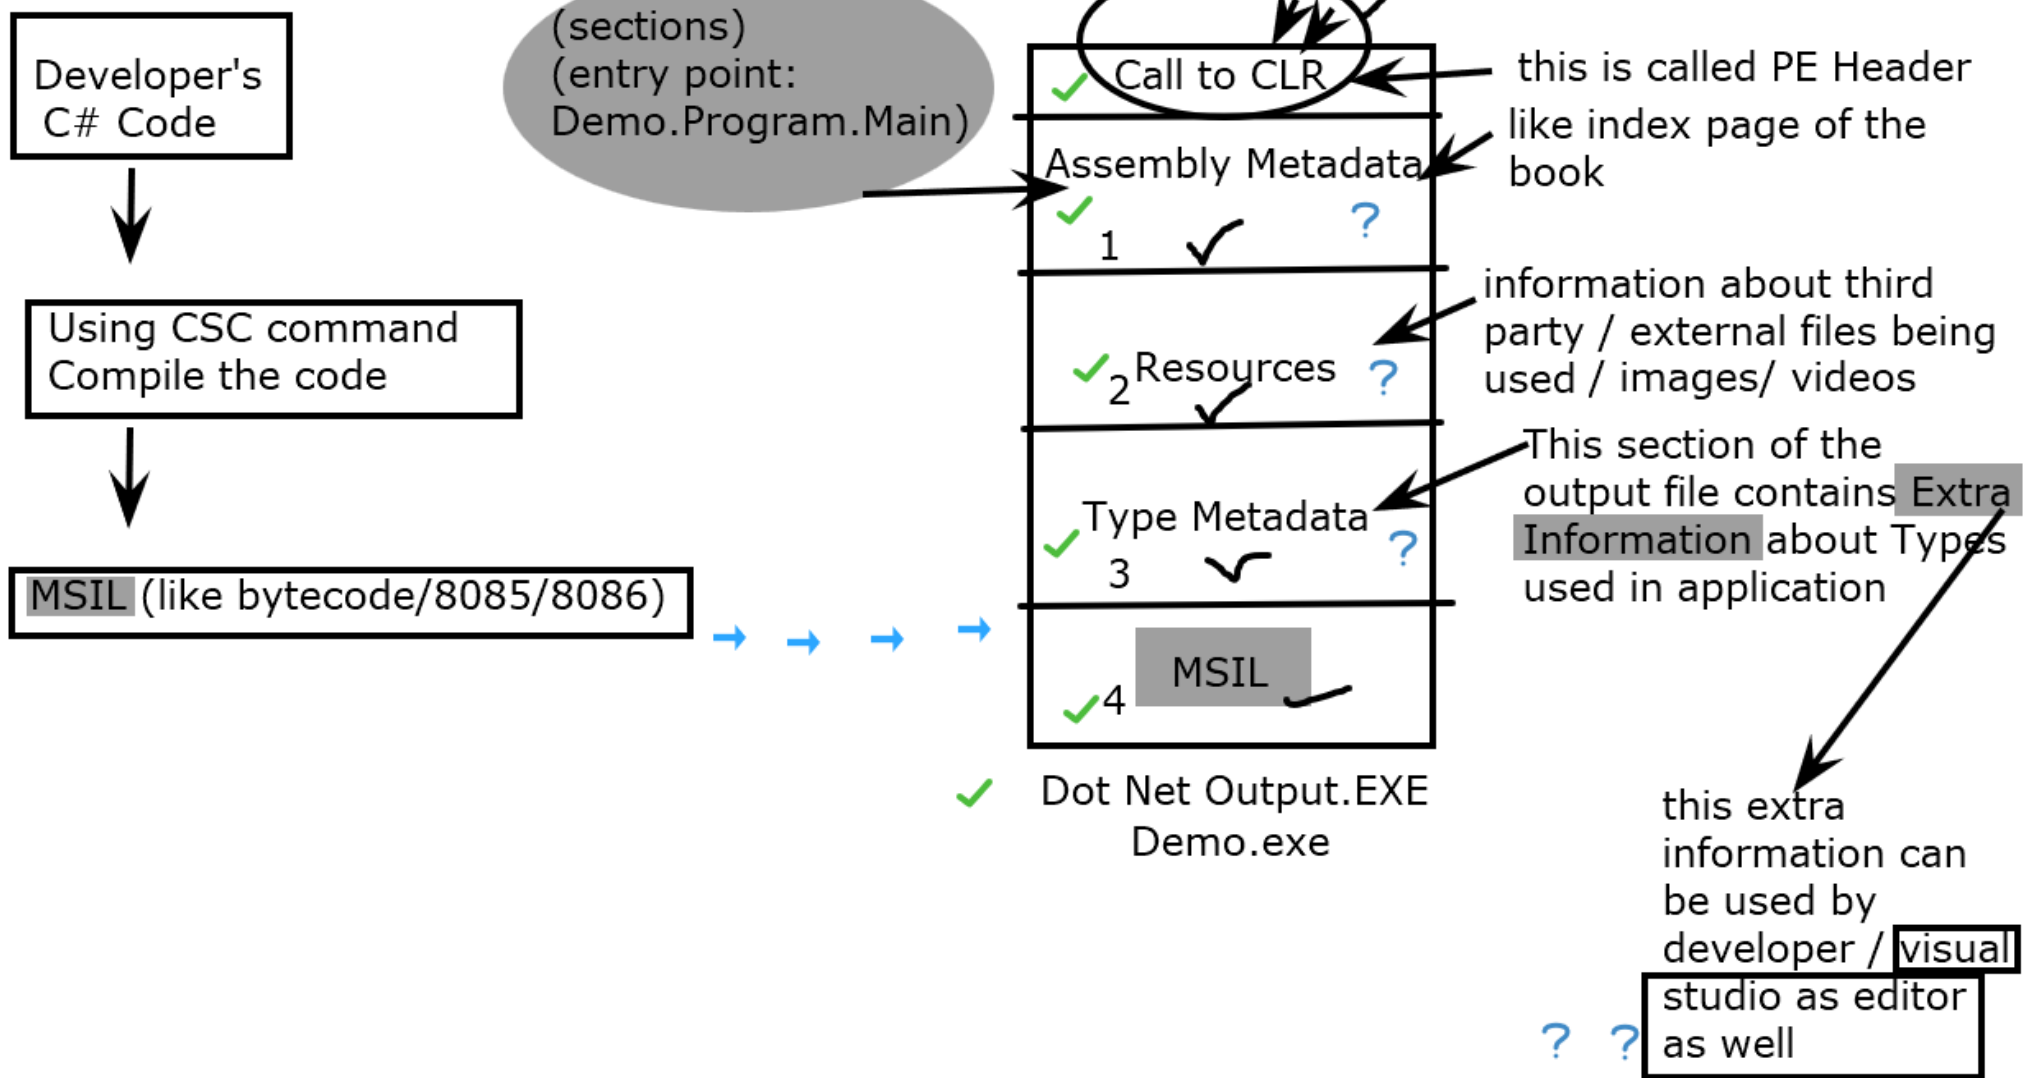 Developer's
C# Code
Using CSC command
Compile the code
MSIL (like bytecode/8085/8086)
(sections)
(entry point:
Demo.Program.Main)
Call to CLR
Assembly Metadata
?
1
2 Resources
?
Type Metadata
?
3
MSIL
4
Dot Net Output.EXE
Demo.exe
this is called PE Header
like index page of the
book
information about third
party / external files being
used / images/ videos
This section of the
output file contains Extra
Information about Types
used in application
this extra
information can
be used by
developer / visual
studio as editor
as well
? ?